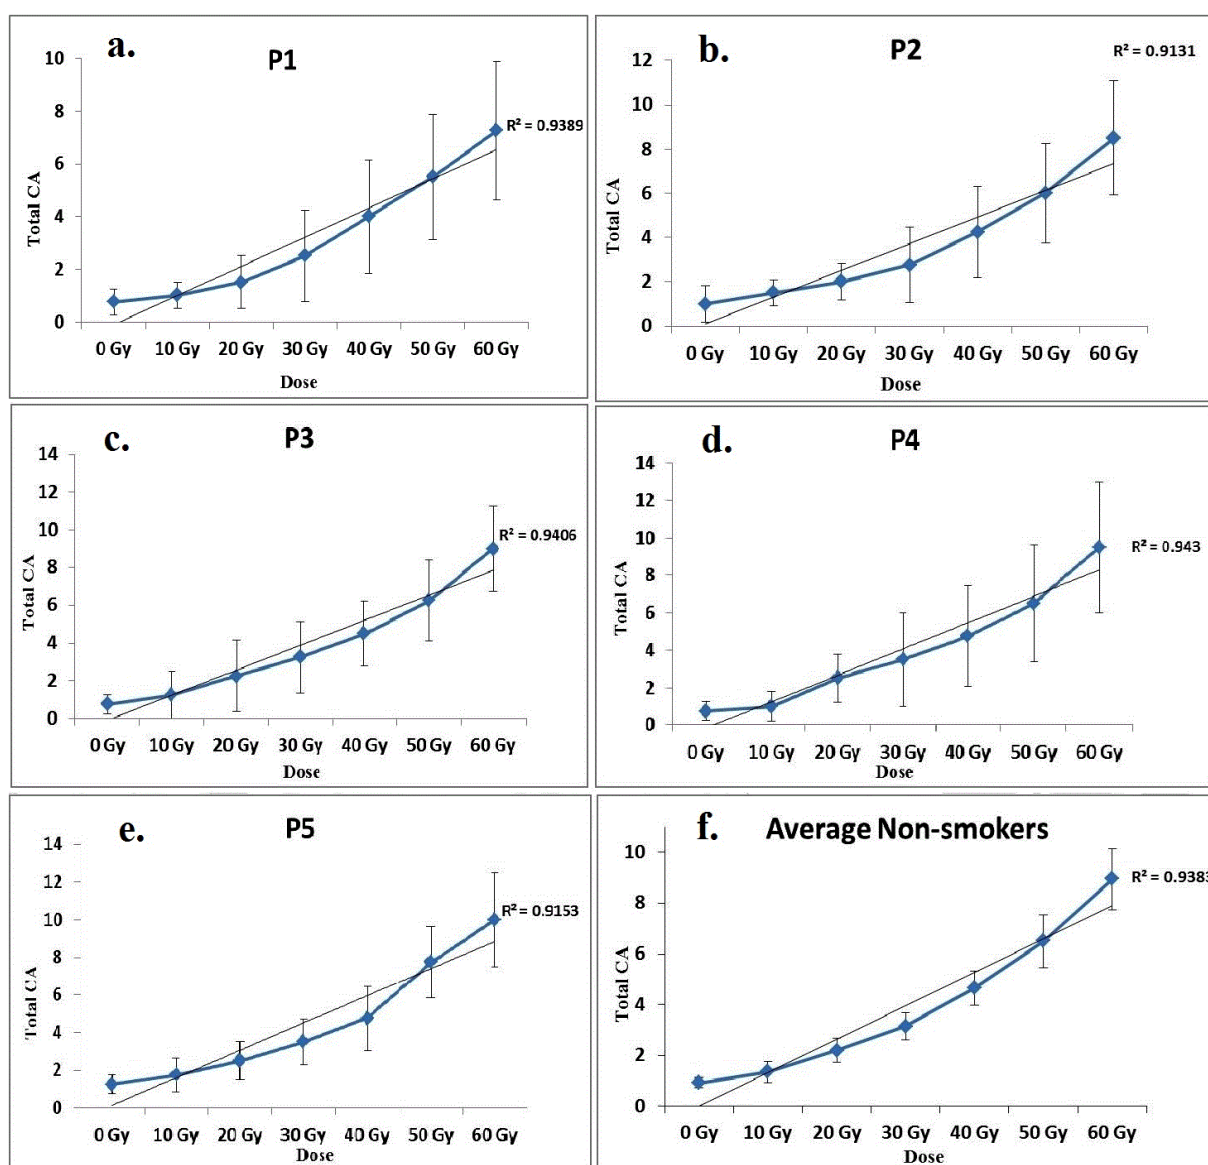 a.
P1
R² = 0.9389
Total CA
10
8
6
4
2
0
0 Gy 10 Gy 20 Gy 30 Gy 40 Gy 50 Gy 60 Gy
Dose
b.
P2
R² = 0.9131
Total CA
12
10
8
6
4
2
0
0 Gy 10 Gy 20 Gy 30 Gy 40 Gy 50 Gy 60 Gy
Dose
c.
P3
R² = 0.9406
Total CA
14
12
10
8
6
4
2
0
0 Gy 10 Gy 20 Gy 30 Gy 40 Gy 50 Gy 60 Gy
Dose
d.
P4
R² = 0.943
Total CA
14
12
10
8
6
4
2
0
0 Gy 10 Gy 20 Gy 30 Gy 40 Gy 50 Gy 60 Gy
Dose
e.
P5
R² = 0.9153
Total CA
14
12
10
8
6
4
2
0
0 Gy 10 Gy 20 Gy 30 Gy 40 Gy 50 Gy 60 Gy
Dose
f.
Average Non-smokers
R² = 0.9383
Total CA
10
8
6
4
2
0
0 Gy 10 Gy 20 Gy 30 Gy 40 Gy 50 Gy 60 Gy
Dose